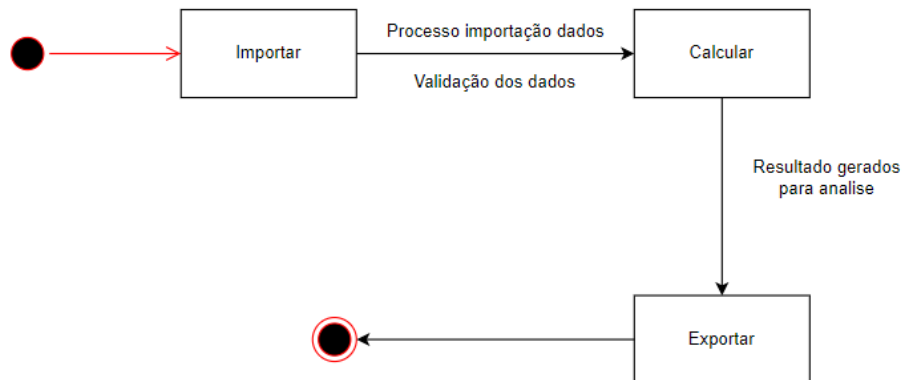 Importar
Processo importação dados
Validação dos dados
Calcular
Resultado gerados
para analise
Exportar